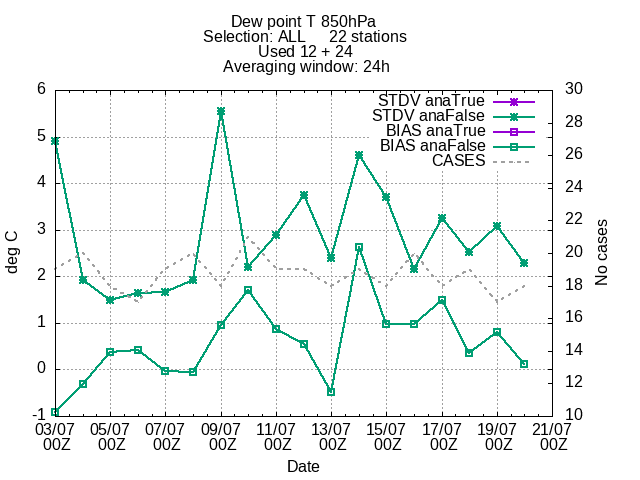 Dew point T 850hPa
Selection: ALL 22 stations
Used 12 + 24
Averaging window: 24h
6 30
28
5
26
4 24
22
3
20
2
18
1
16
14
0
12
-1 10
STDV anaTrue
STDV anaFalse
BIAS anaTrue
BIAS anaFalse
CASES
deg C
No cases
03/07 05/07 07/07 09/07 11/07 13/07 15/07 17/07 19/07 21/07
00Z 00Z 00Z 00Z 00Z 00Z 00Z 00Z 00Z 00Z
Date